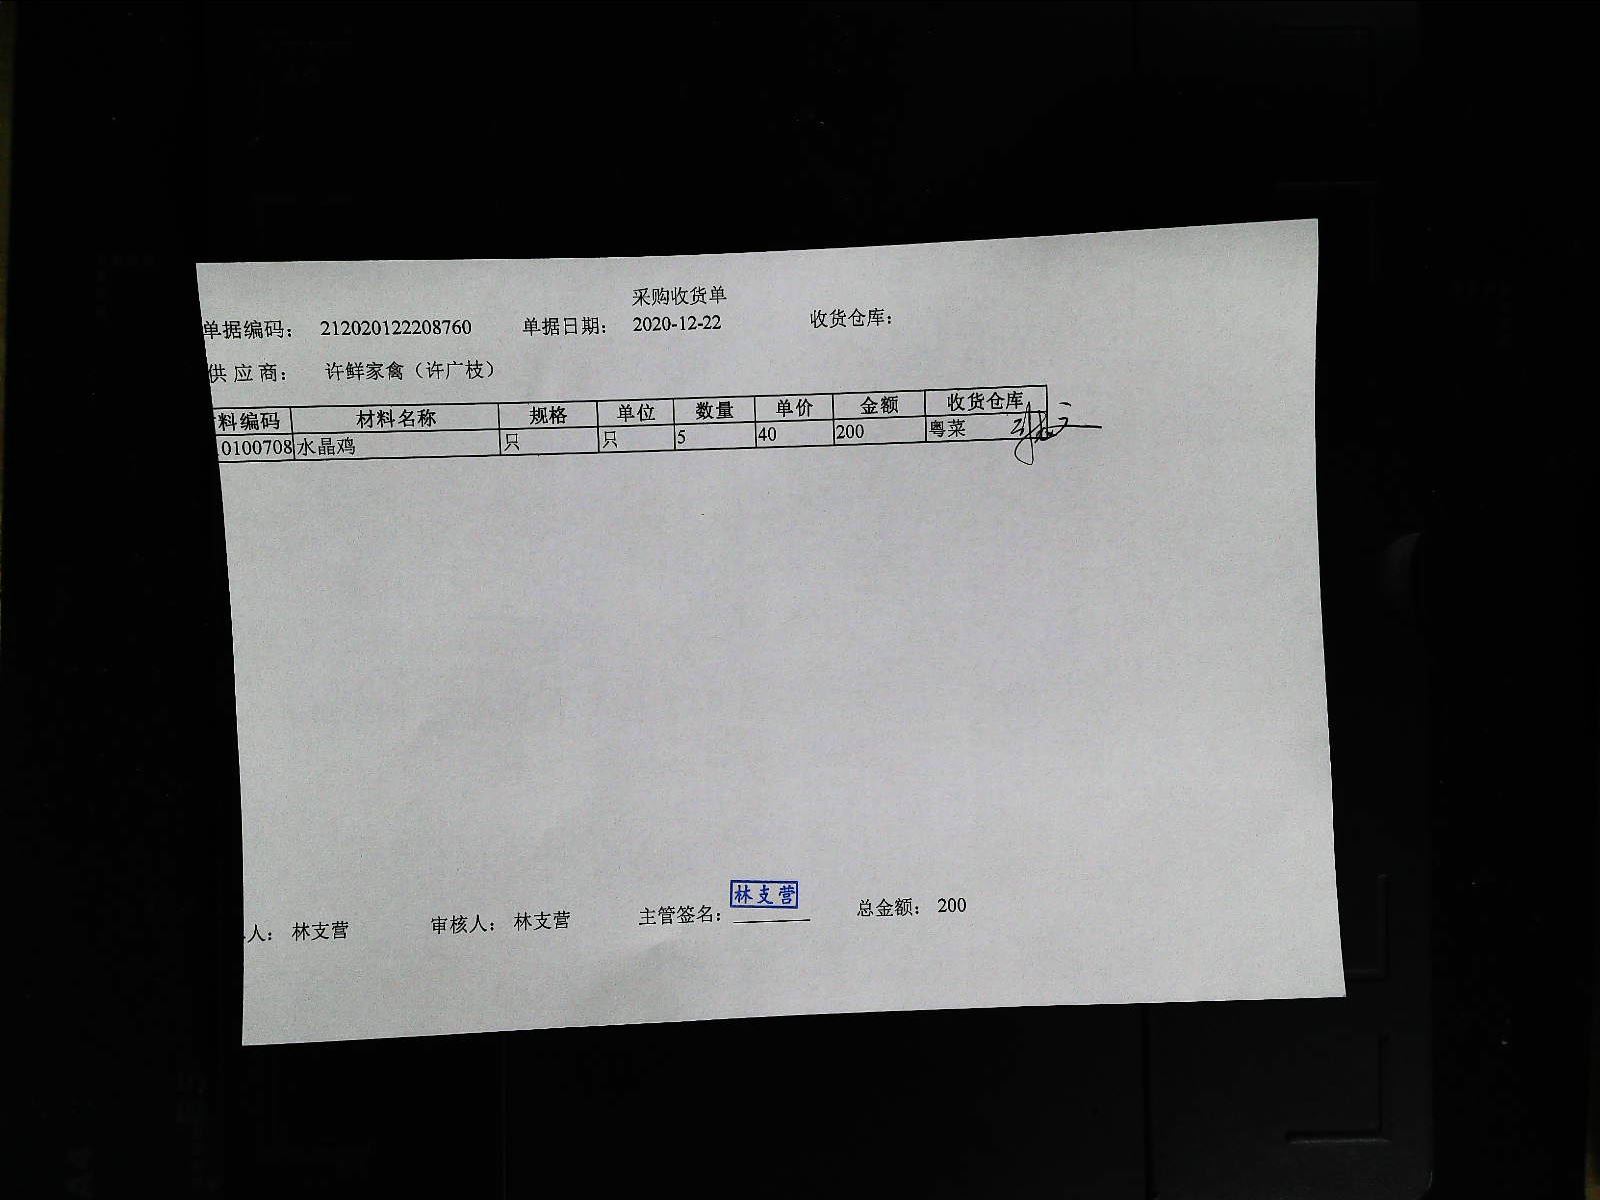 采购收货单
单据编码： 212020122208760 单据日期： 2020-12-22 收货仓库：
供 应 商： 许鲜家禽（许广枝）
料编码 材料名称 规格 单位 数量 单价 金额 收货仓库
0100708 水晶鸡 只 只 5 40 200 粤菜
人： 林支营 审核人： 林支营 主管签名： 林支营 总金额： 200